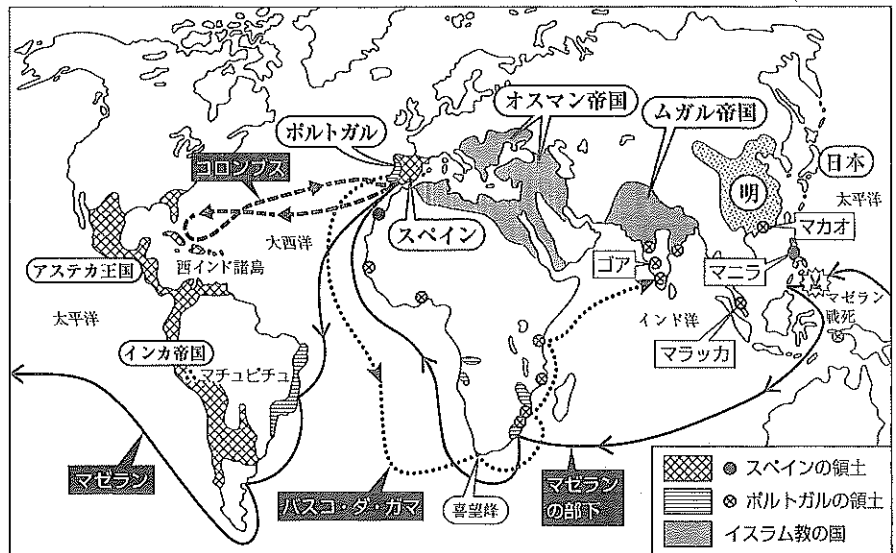 オスマン帝国
ムガル帝国
ポルトガル
コロンブス
日本
明
太平洋
大西洋
スペイン
マカオ
ゴア
西インド諸島
アステカ王国
マニラ
マゼラン
戦死
太平洋
インド洋
マラッカ
インカ帝国
マチュピチュ
マゼラン
バスコ・ダ・ガマ
喜望峰
マゼラン
の部下
スペインの領土
ポルトガルの領土
イスラム教の国